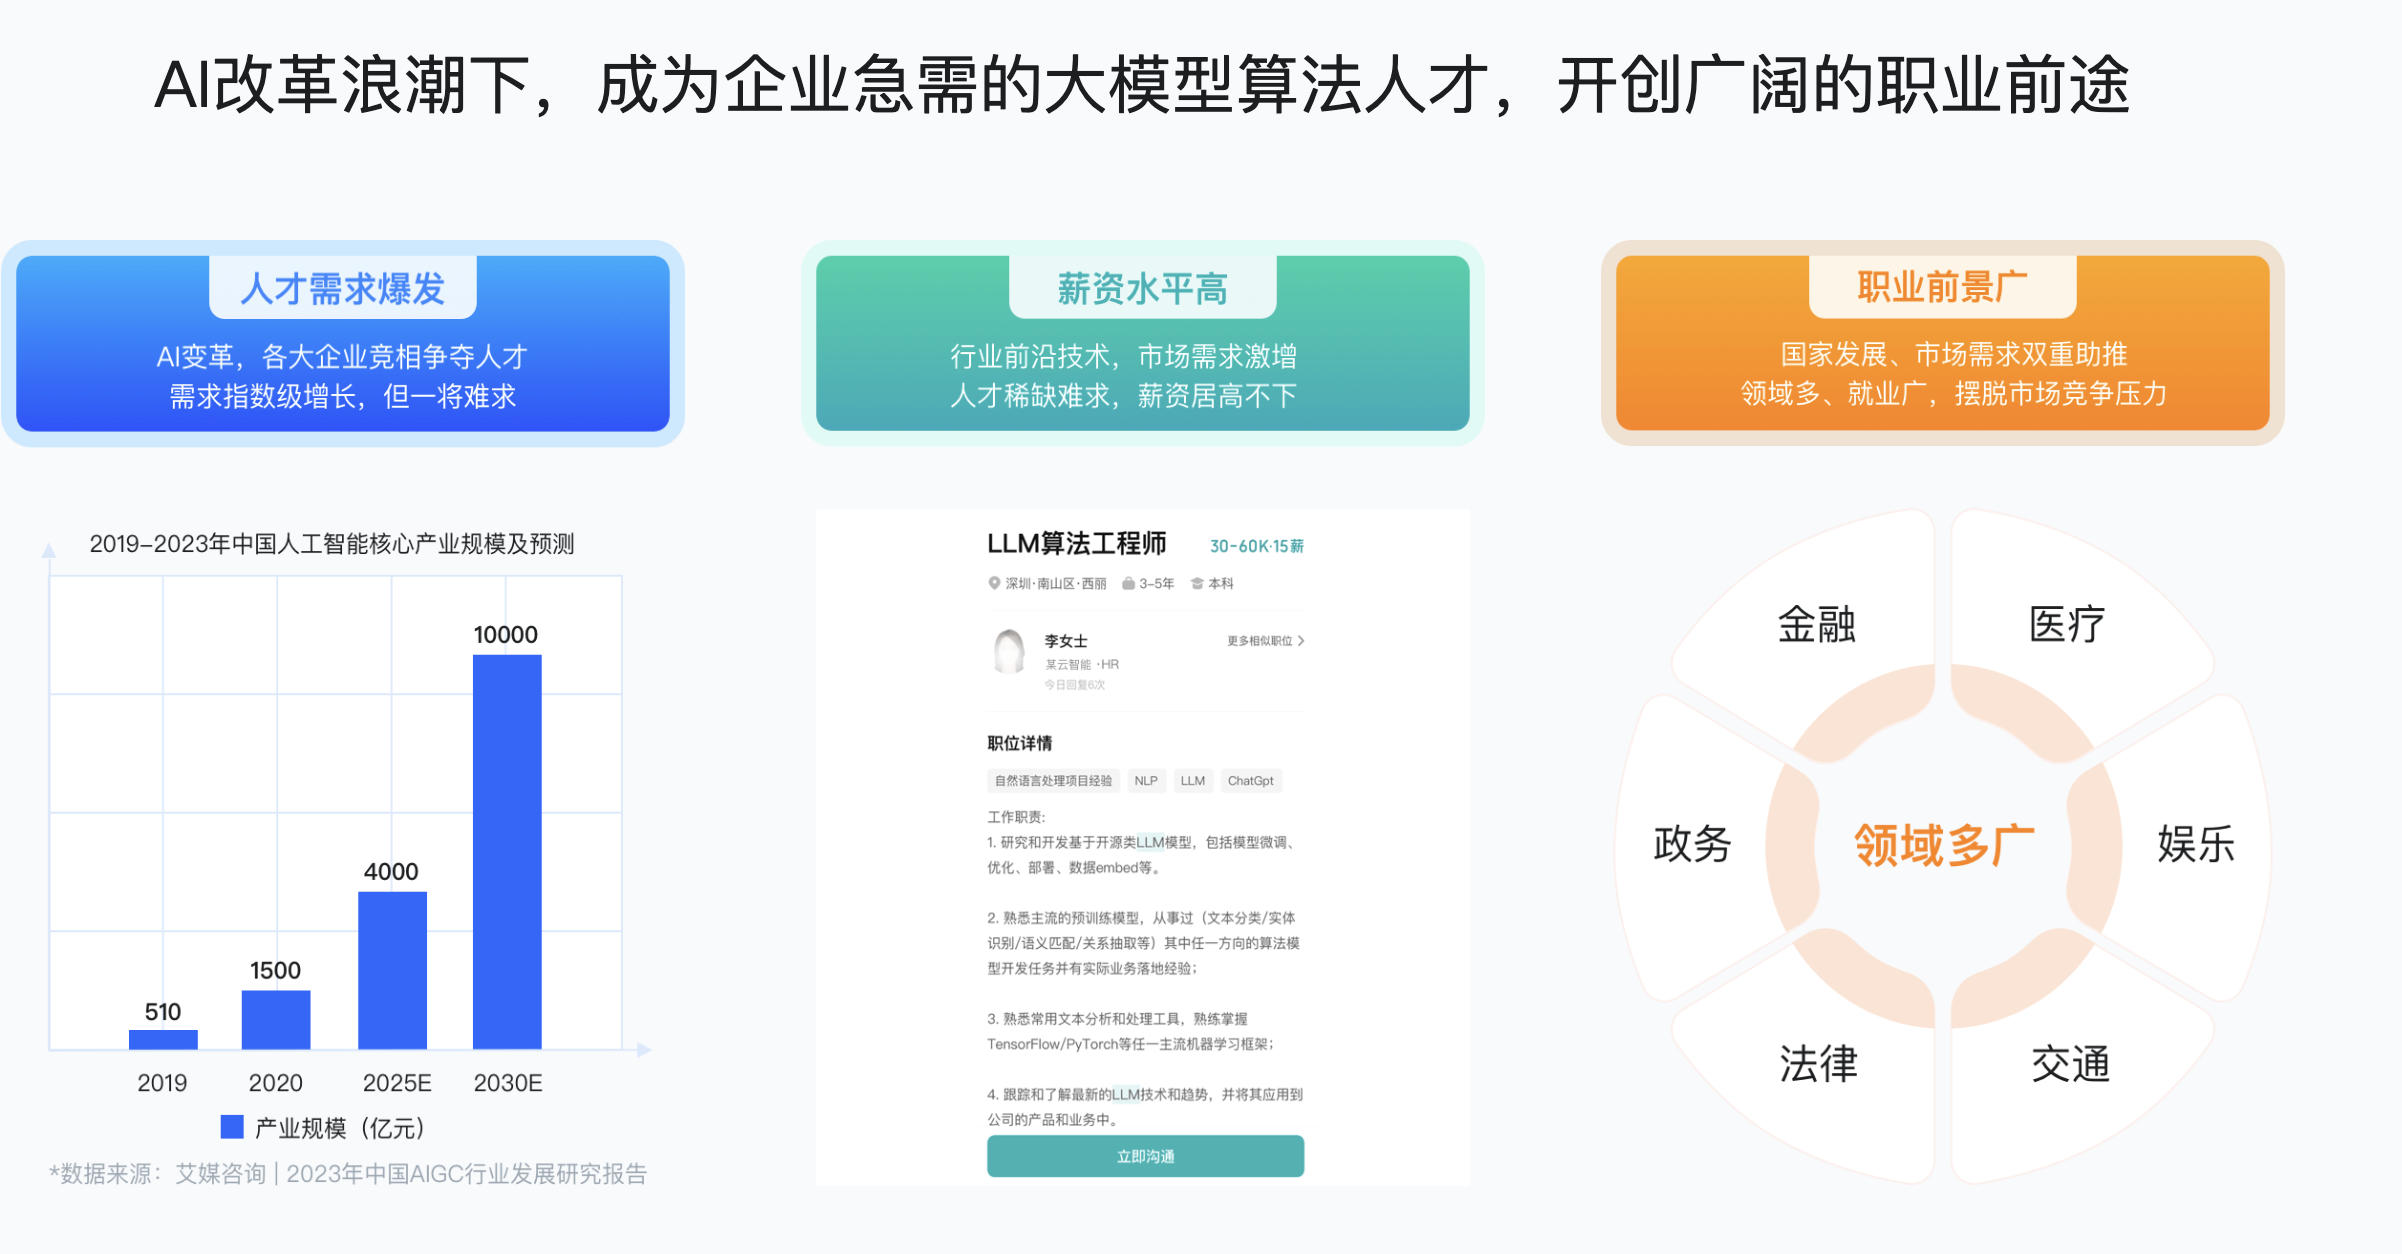 AI改革浪潮下，成为企业急需的大模型算法人才，开创广阔的职业前途
人才需求爆发
AI变革，各大企业竞相争夺人才
需求指数级增长，但一将难求
薪资水平高
行业前沿技术，市场需求激增
人才稀缺难求，薪资居高不下
职业前景广
国家发展、市场需求双重助推
领域多、就业广，摆脱市场竞争压力
2019-2023年中国人工智能核心产业规模及预测
10000
4000
1500
510
2019 2020 2025E 2030E
产业规模（亿元）
*数据来源：艾媒咨询 | 2023年中国AIGC行业发展研究报告
LLM算法工程师 30-60K·15薪
深圳·南山区·西丽 3-5年 本科
李女士 更多相似职位
某云智能 ·HR
今日回复6次
职位详情
自然语言处理项目经验 NLP LLM ChatGpt
工作职责:
1. 研究和开发基于开源类LLM模型，包括模型微调、
优化、部署、数据embed等。
2. 熟悉主流的预训练模型，从事过（文本分类/实体
识别/语义匹配/关系抽取等）其中任一方向的算法模
型开发任务并有实际业务落地经验；
3. 熟悉常用文本分析和处理工具，熟练掌握
TensorFlow/PyTorch等任一主流机器学习框架；
4. 跟踪和了解最新的LLM技术和趋势，并将其应用到
公司的产品和业务中。
立即沟通
金融 医疗
政务 领域多广 娱乐
法律 交通